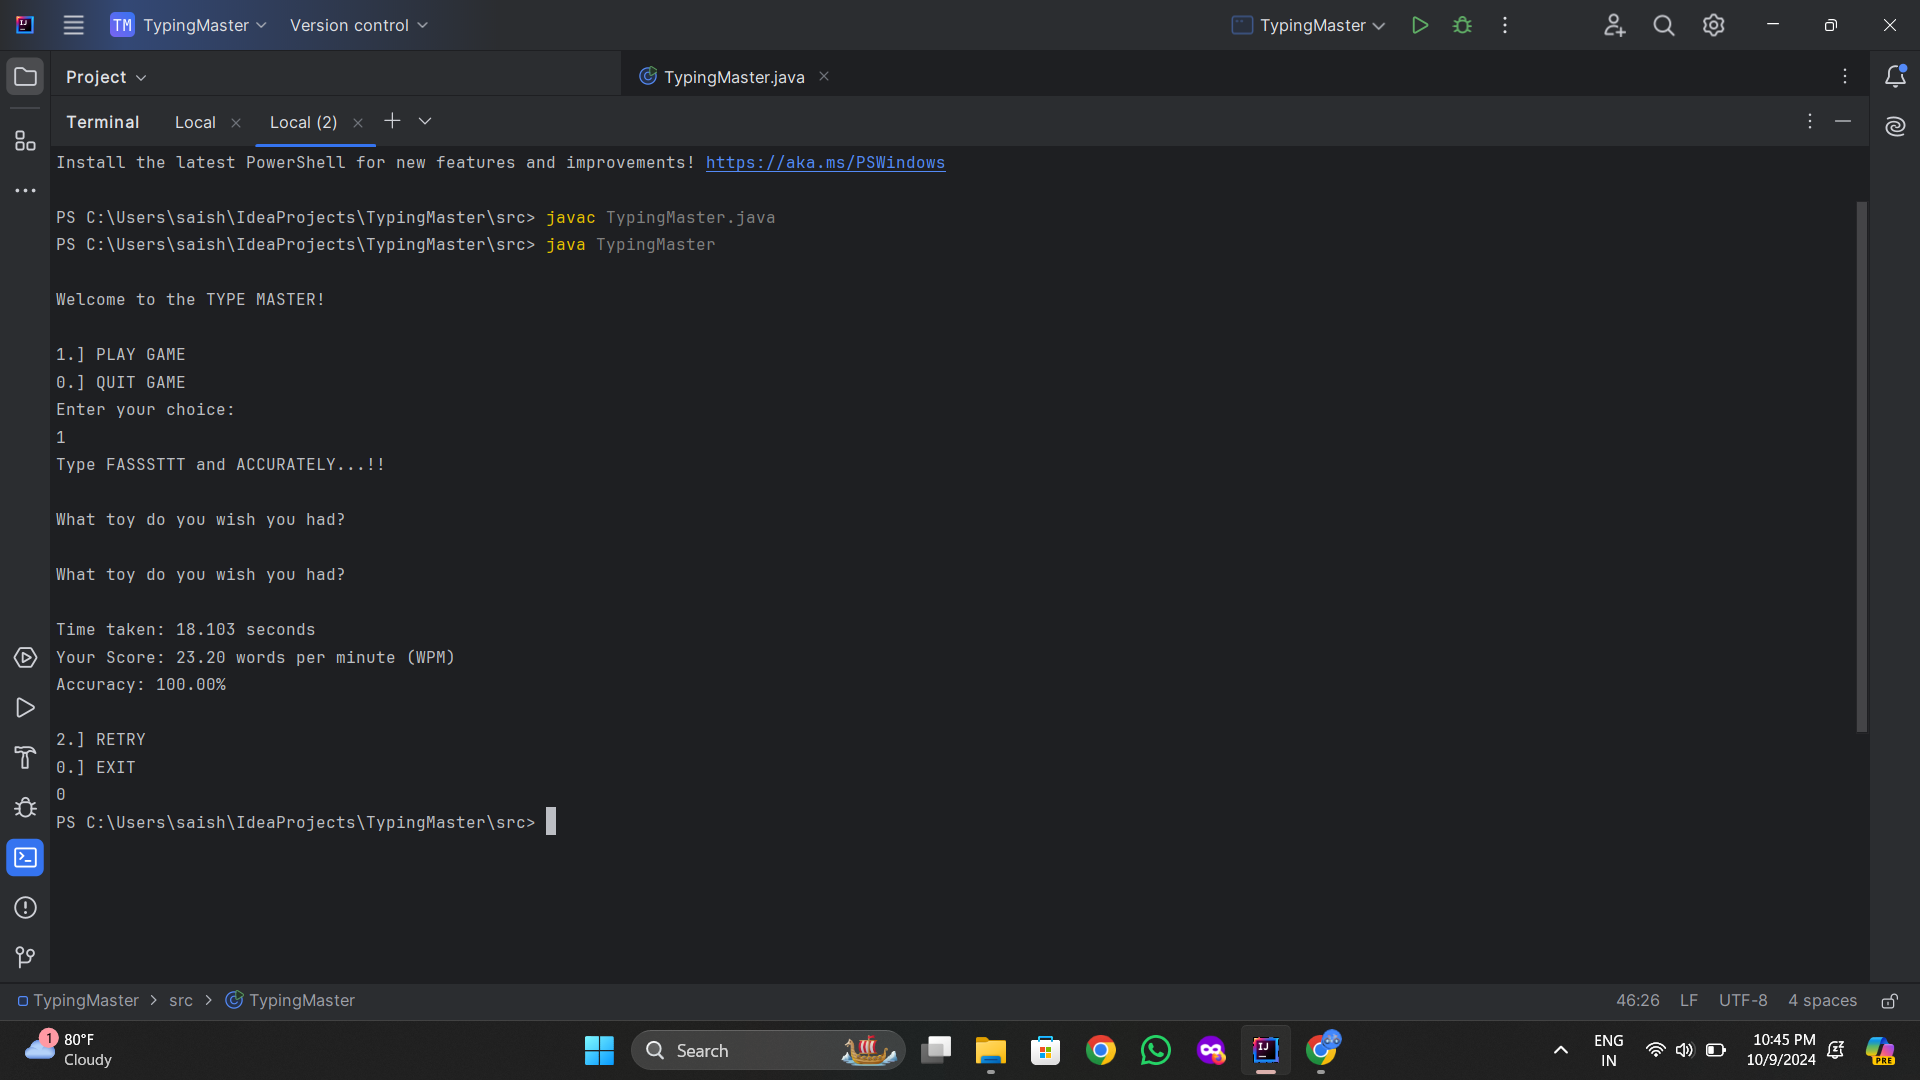 TM TypingMaster Version control TypingMaster
Project TypingMaster.java
Terminal Local Local (2)
Install the latest PowerShell for new features and improvements! https://aka.ms/PSWindows
PS C:\Users\saish\IdeaProjects\TypingMaster\src> javac TypingMaster.java
PS C:\Users\saish\IdeaProjects\TypingMaster\src> java TypingMaster
Welcome to the TYPE MASTER!
1.] PLAY GAME
0.] QUIT GAME
Enter your choice:
1
Type FASSSTTT and ACCURATELY...!!
What toy do you wish you had?
What toy do you wish you had?
Time taken: 18.103 seconds
Your Score: 23.20 words per minute (WPM)
Accuracy: 100.00%
2.] RETRY
0.] EXIT
0
PS C:\Users\saish\IdeaProjects\TypingMaster\src>
TypingMaster > src > TypingMaster 46:26 LF UTF-8 4 spaces
1 80°F
Cloudy
Search
IJ
ENG
IN
10:45 PM
10/9/2024
PRE